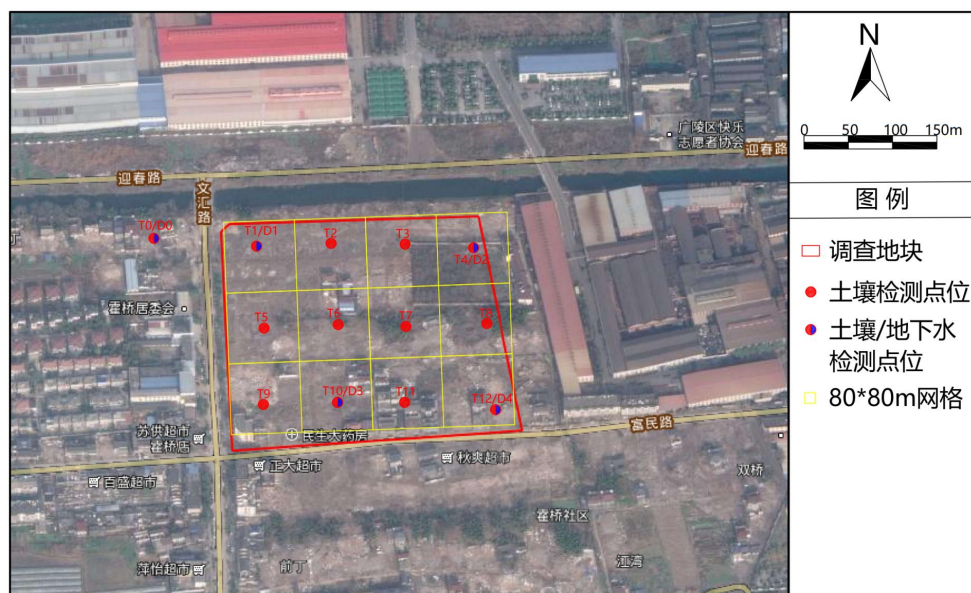 N
0 50 100 150m
广陵区快乐
志愿者协会
迎春路
迎春路
文汇路
图例
T0/D0
T1/D1
T2
T3
T4/D2
调查地块
土壤检测点位
霍桥居委会
T5
T6
T7
T8
土壤/地下水
检测点位
80*80m网格
T9
T10/D3
T11
T12/D4
富民路
苏供超市
霍桥店
民生大药房
正大超市
秋爽超市
百盛超市
双桥
霍桥社区
萍怡超市
前丁
江湾
丁